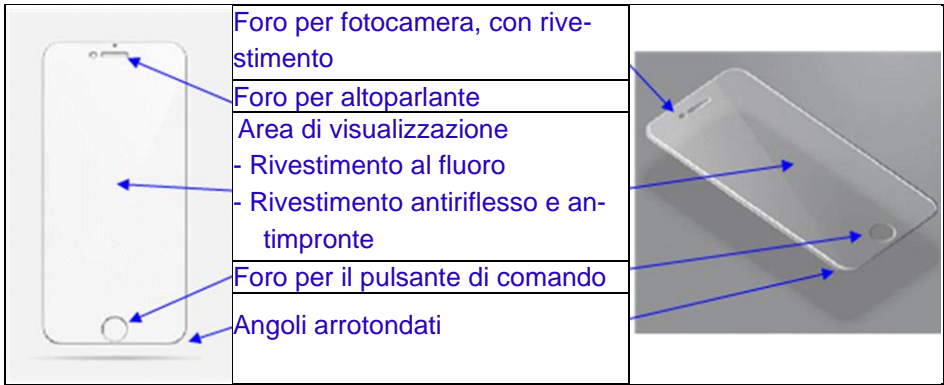 Foro per fotocamera, con rive-
stimento
Foro per altoparlante
Area di visualizzazione
- Rivestimento al fluoro
- Rivestimento antiriflesso e an-
timpronte
Foro per il pulsante di comando
Angoli arrotondati